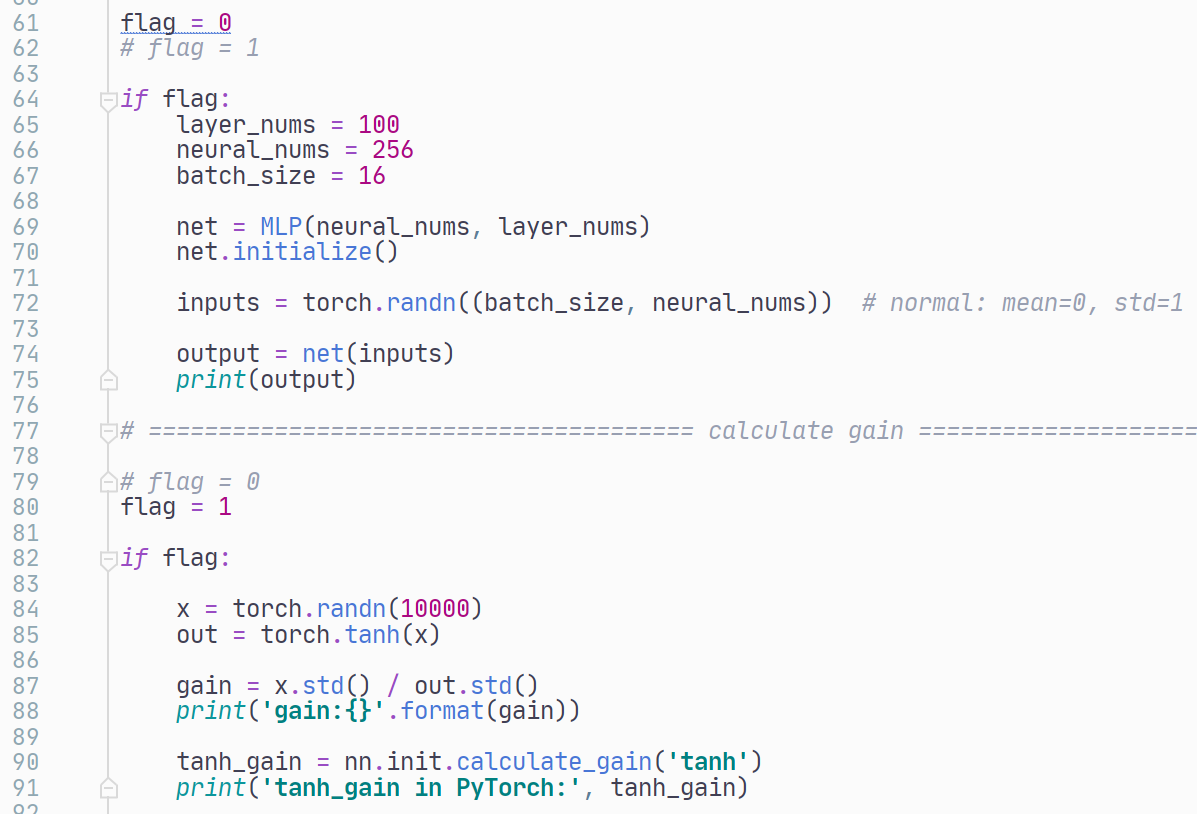 61 flag = 0
62 # flag = 1
63
64 if flag:
65     layer_nums = 100
66     neural_nums = 256
67     batch_size = 16
68
69     net = MLP(neural_nums, layer_nums)
70     net.initialize()
71
72     inputs = torch.randn((batch_size, neural_nums))  # normal: mean=0, std=1
73
74     output = net(inputs)
75     print(output)
76
77 # ======================================= calculate gain ====================
78
79 # flag = 0
80 flag = 1
81
82 if flag:
83
84     x = torch.randn(10000)
85     out = torch.tanh(x)
86
87     gain = x.std() / out.std()
88     print('gain:{}'.format(gain))
89
90     tanh_gain = nn.init.calculate_gain('tanh')
91     print('tanh_gain in PyTorch:', tanh_gain)
92